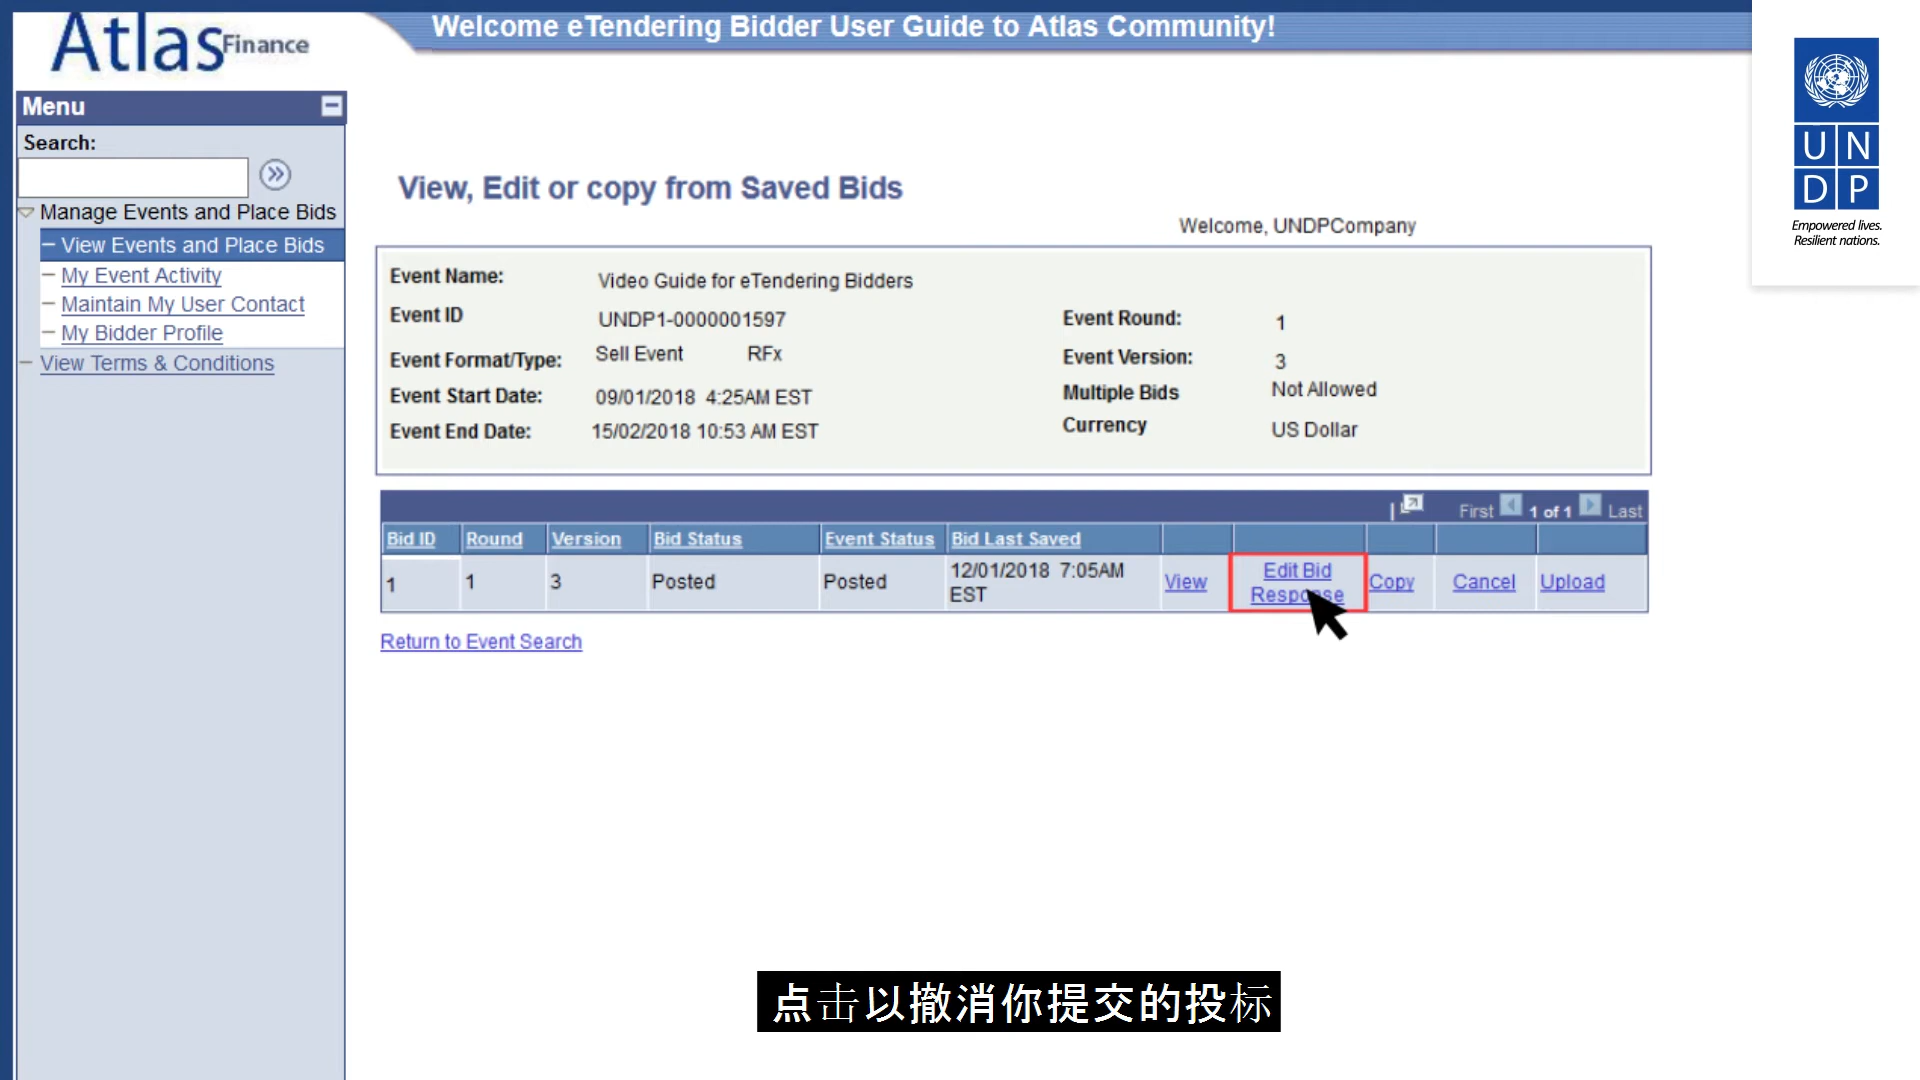 Atlas Finance
Welcome eTendering Bidder User Guide to Atlas Community!
Menu
Search:
Manage Events and Place Bids
View Events and Place Bids
My Event Activity
Maintain My User Contact
My Bidder Profile
View Terms & Conditions
U N
D P
Empowered lives.
Resilient nations.
View, Edit or copy from Saved Bids
Welcome, UNDPCompany
Event Name: Video Guide for eTendering Bidders
Event ID UNDP1-0000001597 Event Round: 1
Event Format/Type: Sell Event RFx Event Version: 3
Event Start Date: 09/01/2018 4:25AM EST Multiple Bids Not Allowed
Event End Date: 15/02/2018 10:53 AM EST Currency US Dollar
First 1 of 1 Last
Bid ID Round Version Bid Status Event Status Bid Last Saved
1 1 3 Posted Posted 12/01/2018 7:05AM EST View Edit Bid Response Copy Cancel Upload
Return to Event Search
点击以撤消你提交的投标